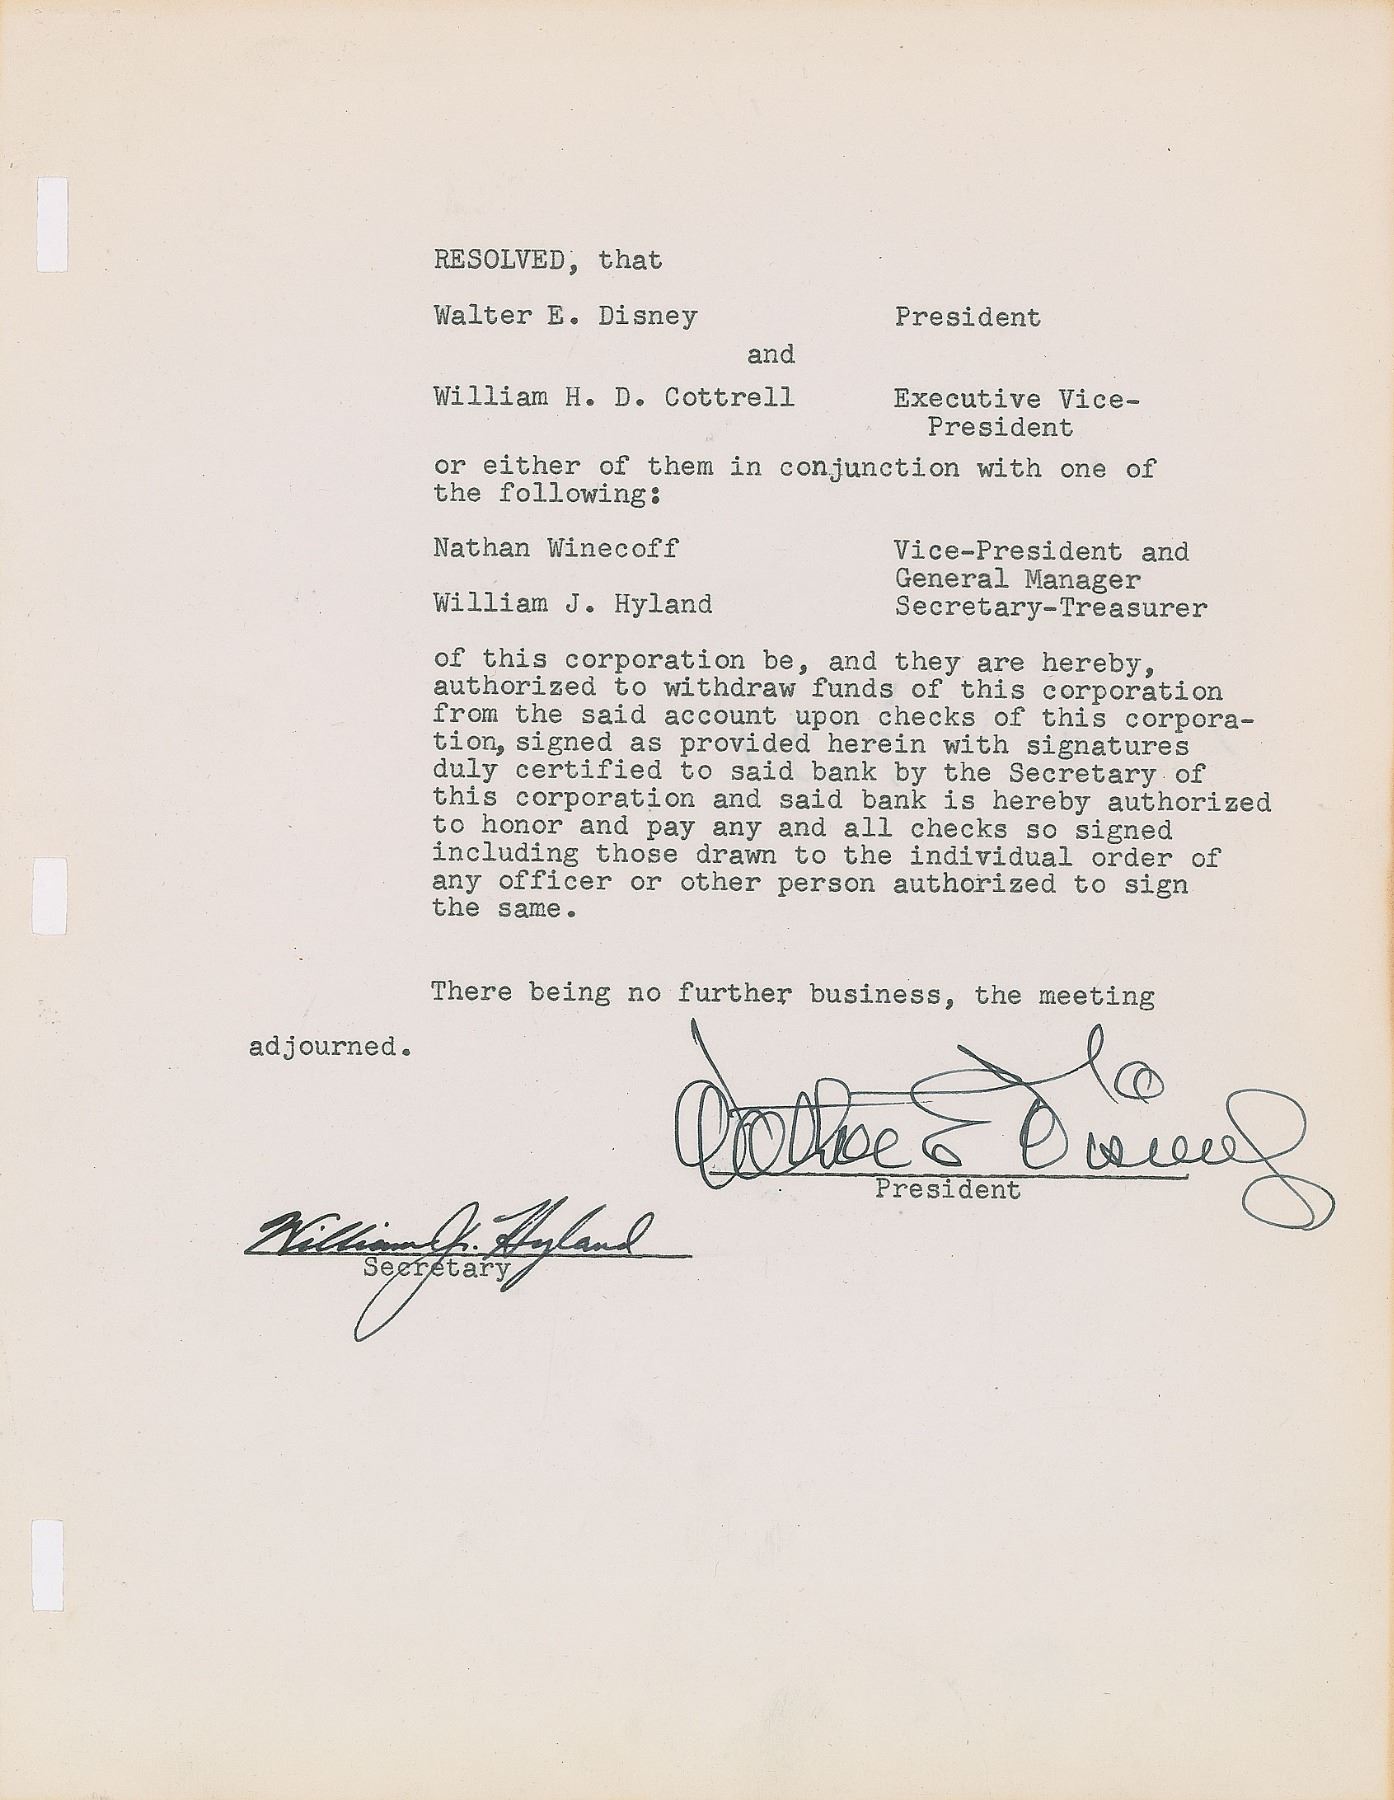 RESOLVED, that
Walter E. Disney President
and
William H. D. Cottrell Executive Vice-
President
or either of them in conjunction with one of
the following:
Nathan Winecoff Vice-President and
General Manager
William J. Hyland Secretary-Treasurer
of this corporation be, and they are hereby,
authorized to withdraw funds of this corporation
from the said account upon checks of this corpora-
tion, signed as provided herein with signatures
duly certified to said bank by the Secretary of
this corporation and said bank is hereby authorized
to honor and pay any and all checks so signed
including those drawn to the individual order of
any officer or other person authorized to sign
the same.
There being no further business, the meeting
adjourned.
Walter E Disney
President
William J. Hyland
Secretary